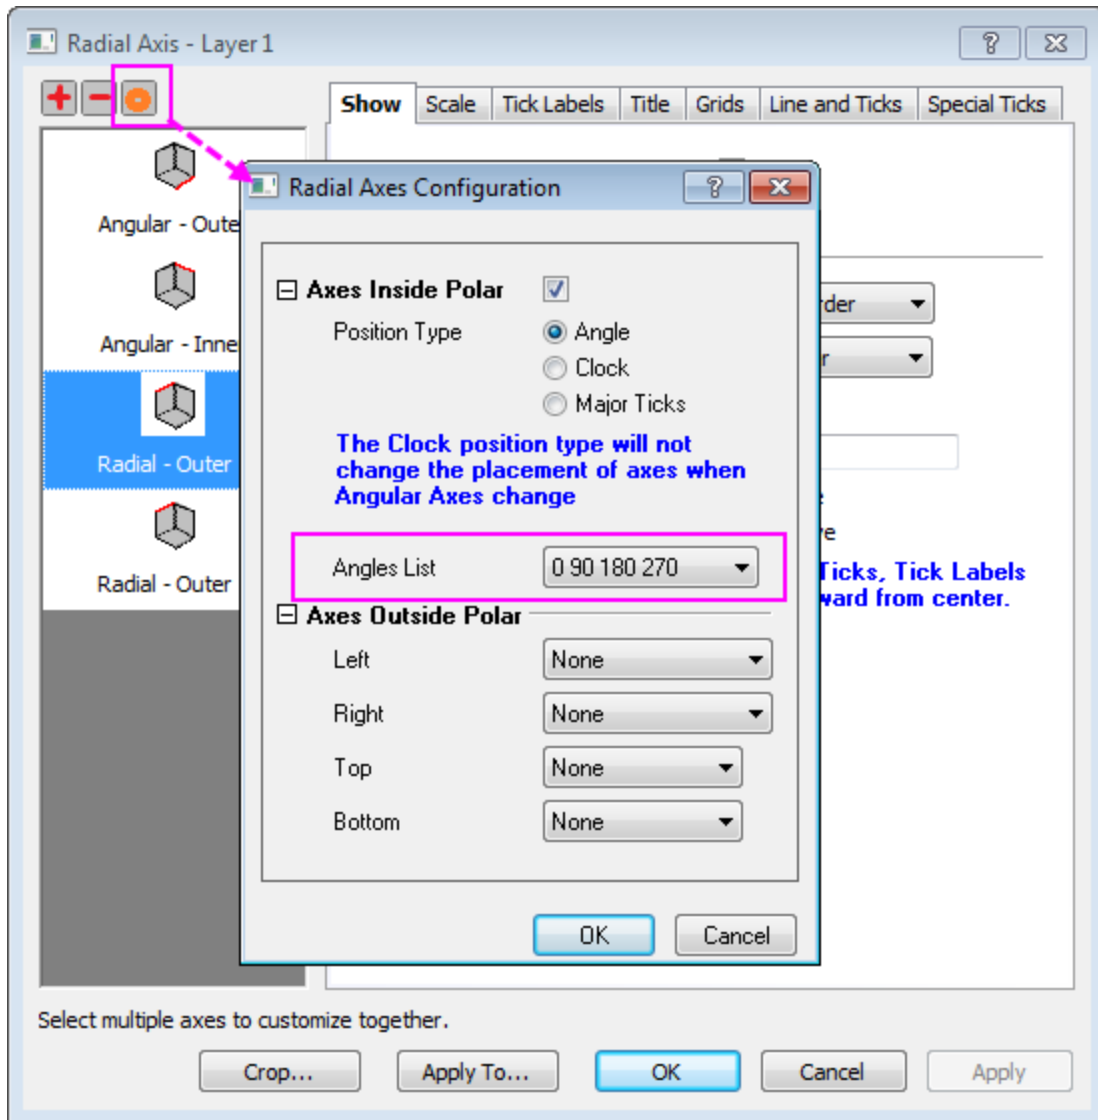 Radial Axis - Layer 1
Show Scale Tick Labels Title Grids Line and Ticks Special Ticks
Angular - Oute
Angular - Inne
Radial - Outer
Radial - Outer
Radial Axes Configuration
Axes Inside Polar
Position Type
Angle
Clock
Major Ticks
The Clock position type will not
change the placement of axes when
Angular Axes change
Angles List 0 90 180 270
Axes Outside Polar
Left None
Right None
Top None
Bottom None
OK Cancel
rder
r
e
Ticks, Tick Labels
ward from center.
Select multiple axes to customize together.
Crop... Apply To... OK Cancel Apply